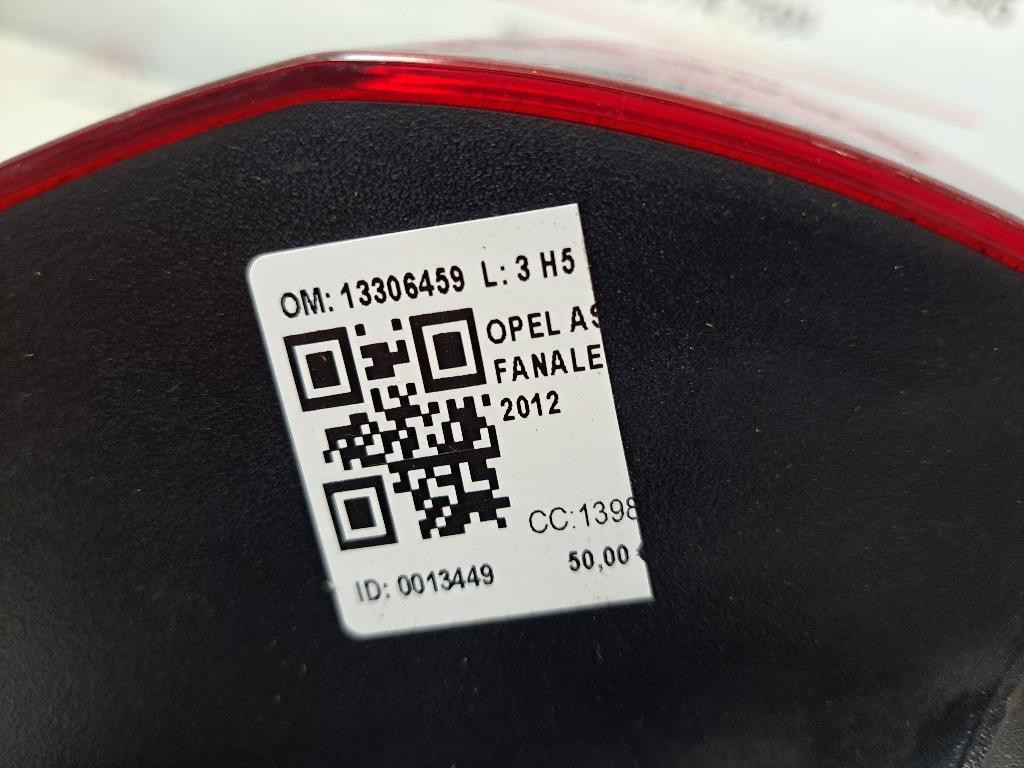 OM: 13306459 L: 3 H5
OPEL AS
FANALE
2012
CC:1398
50,00
ID: 0013449